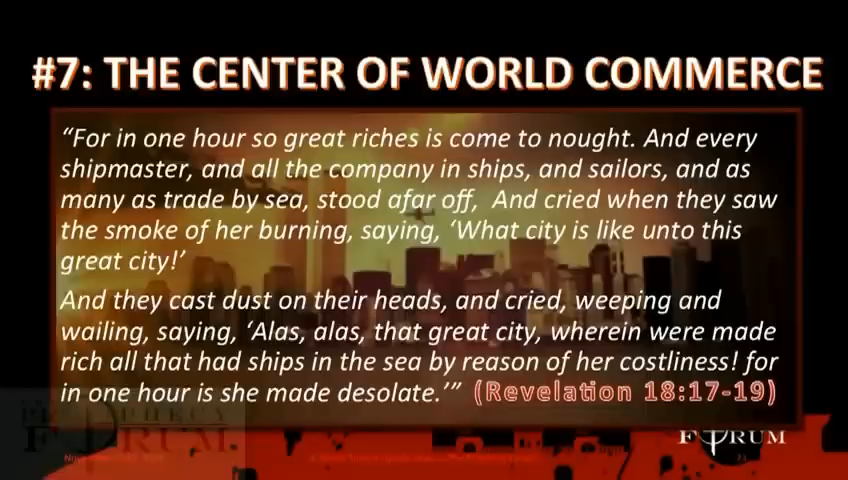 #7: THE CENTER OF WORLD COMMERCE
“For in one hour so great riches is come to nought. And every
shipmaster, and all the company in ships, and sailors, and as
many as trade by sea, stood afar off,  And cried when they saw
the smoke of her burning, saying, ‘What city is like unto this
great city!’
And they cast dust on their heads, and cried, weeping and
wailing, saying, ‘Alas, alas, that great city, wherein were made
rich all that had ships in the sea by reason of her costliness! for
in one hour is she made desolate.’” (Revelation 18:17-19)
FORUM
FORUM